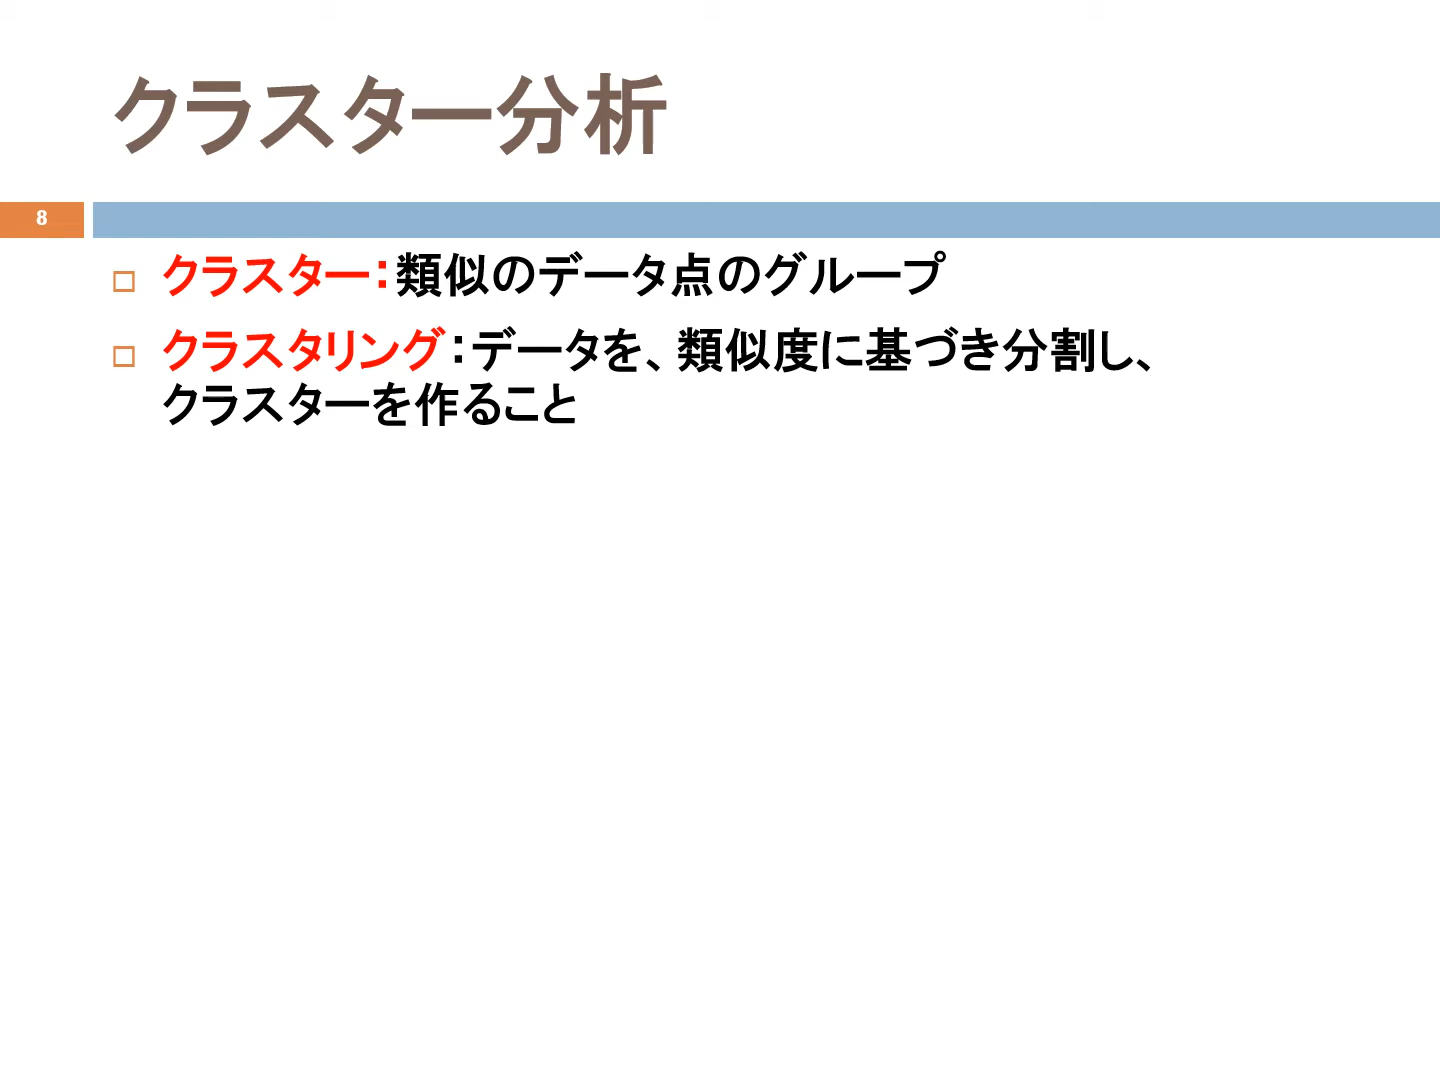 クラスター分析
8
クラスター：類似のデータ点のグループ
クラスタリング：データを、類似度に基づき分割し、
クラスターを作ること